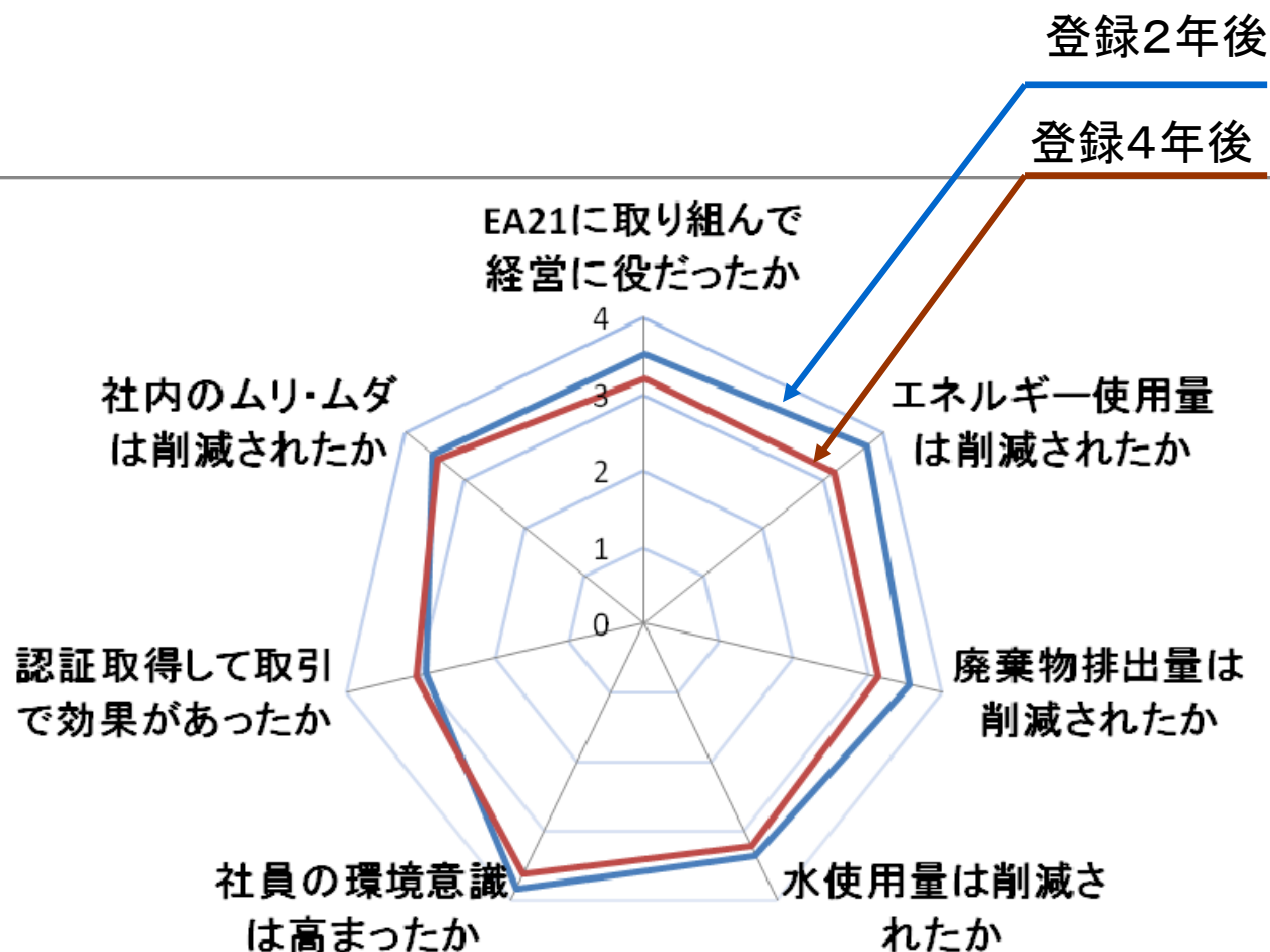 登録２年後
登録４年後
EA21に取り組んで
経営に役だったか
4
3
2
1
0
エネルギー使用量
は削減されたか
廃棄物排出量は
削減されたか
水使用量は削減さ
れたか
社員の環境意識
は高まったか
認証取得して取引
で効果があったか
社内のムリ・ムダ
は削減されたか